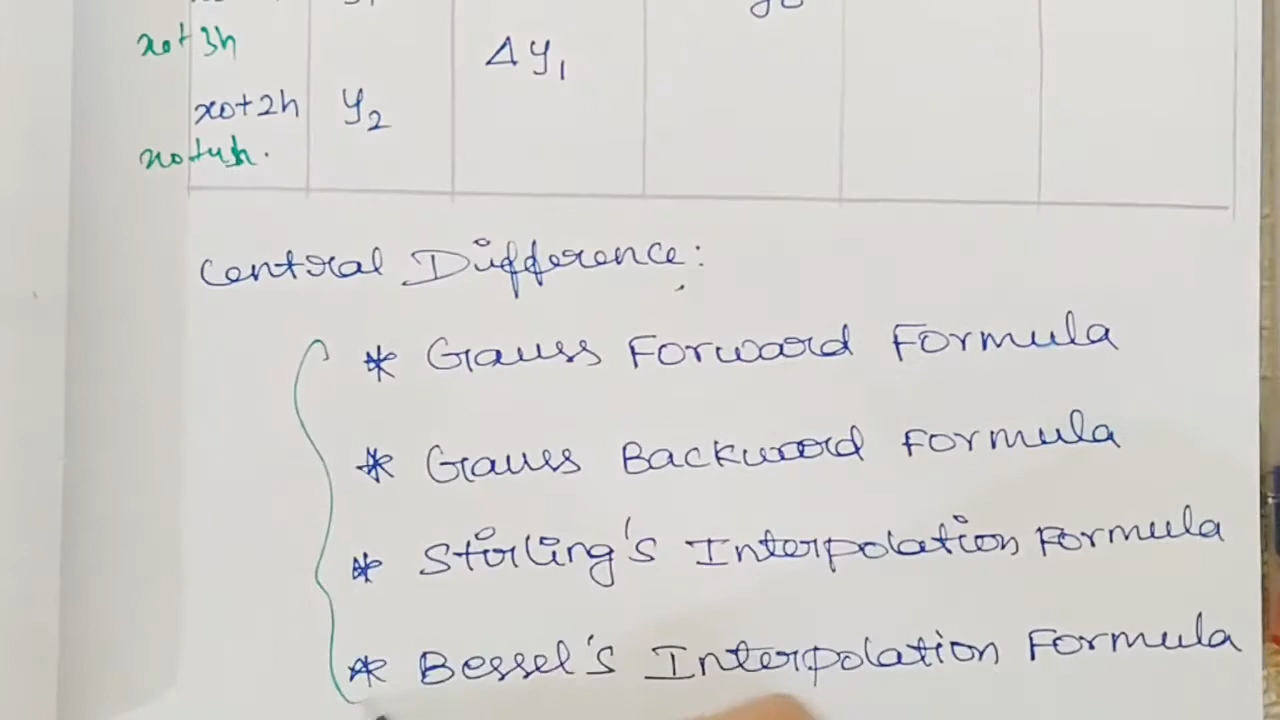 x0+3h
Δy1
x0+2h y2
x0+4h.
Central Difference:
* Gauss Forward Formula
* Gauss Backward Formula
* Stirling's Interpolation Formula
* Bessel's Interpolation Formula